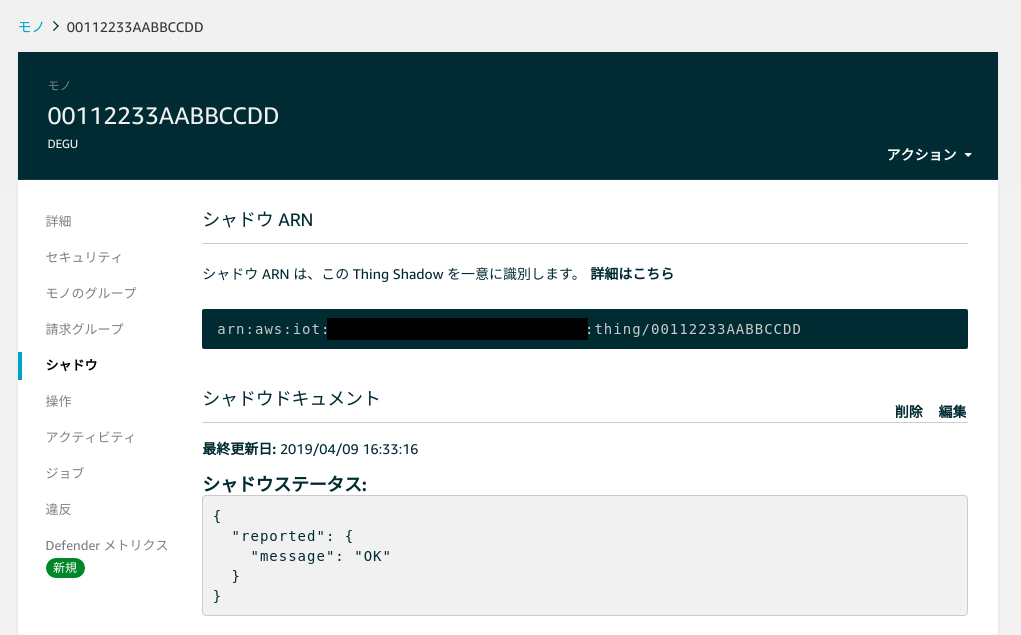 モノ > 00112233AABBCCDD
モノ
00112233AABBCCDD
DEGU
アクション
詳細
セキュリティ
モノのグループ
請求グループ
シャドウ
操作
アクティビティ
ジョブ
違反
Defender メトリクス
新規
シャドウ ARN
シャドウ ARN は、この Thing Shadow を一意に識別します。 詳細はこちら
arn:aws:iot: :thing/00112233AABBCCDD
シャドウドキュメント
削除 編集
最終更新日: 2019/04/09 16:33:16
シャドウステータス:
{
"reported": {
"message": "OK"
}
}